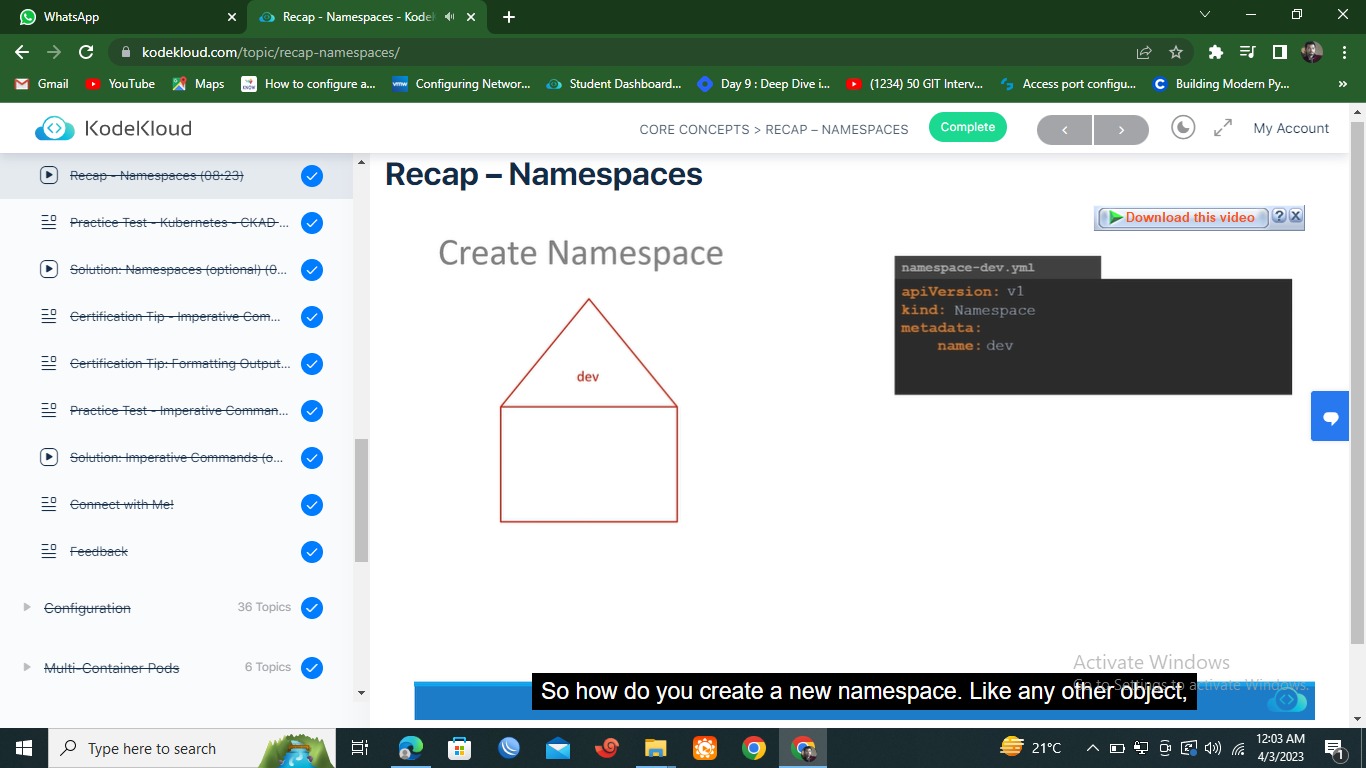 WhatsApp
Recap - Namespaces - Kode
kodekloud.com/topic/recap-namespaces/
Gmail
YouTube
Maps
How to configure a...
Configuring Networ...
Student Dashboard...
Day 9 : Deep Dive i...
(1234) 50 GIT Interv...
Access port configu...
Building Modern Py...
»
KodeKloud
CORE CONCEPTS > RECAP – NAMESPACES
Complete
My Account
Recap - Namespaces (08:23)
Practice Test - Kubernetes - CKAD ...
Solution: Namespaces (optional) (0...
Certification Tip - Imperative Com...
Certification Tip: Formatting Output...
Practice Test - Imperative Comman...
Solution: Imperative Commands (o...
Connect with Me!
Feedback
Configuration
36 Topics
Multi-Container Pods
6 Topics
Recap – Namespaces
Download this video
?
X
Create Namespace
dev
namespace-dev.yml
apiVersion: v1
kind: Namespace
metadata:
name: dev
Activate Windows
Go to Settings to activate Windows.
So how do you create a new namespace. Like any other object,
Type here to search
21°C
12:03 AM
4/3/2023
1